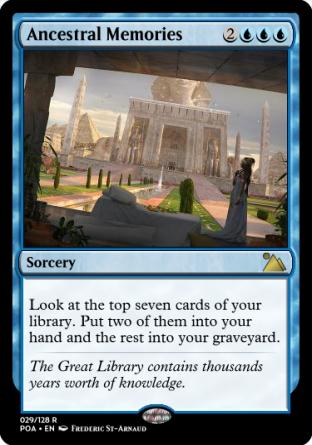 Ancestral Memories 2
Sorcery
Look at the top seven cards of your
library. Put two of them into your
hand and the rest into your graveyard.
The Great Library contains thousands
years worth of knowledge.
029/128 R
POA • EN Frederic St-Arnaud